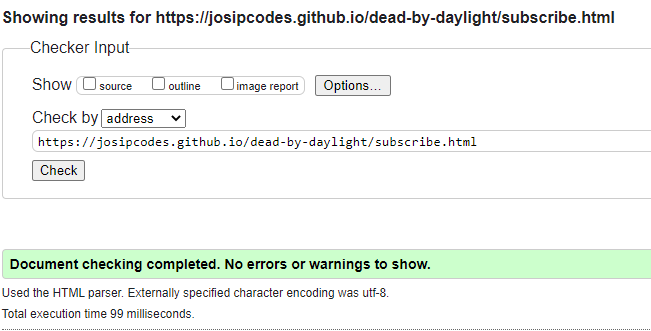 Showing results for https://josipcodes.github.io/dead-by-daylight/subscribe.html
Checker Input
Show source outline image report Options...
Check by address
https://josipcodes.github.io/dead-by-daylight/subscribe.html
Check
Document checking completed. No errors or warnings to show.
Used the HTML parser. Externally specified character encoding was utf-8.
Total execution time 99 milliseconds.